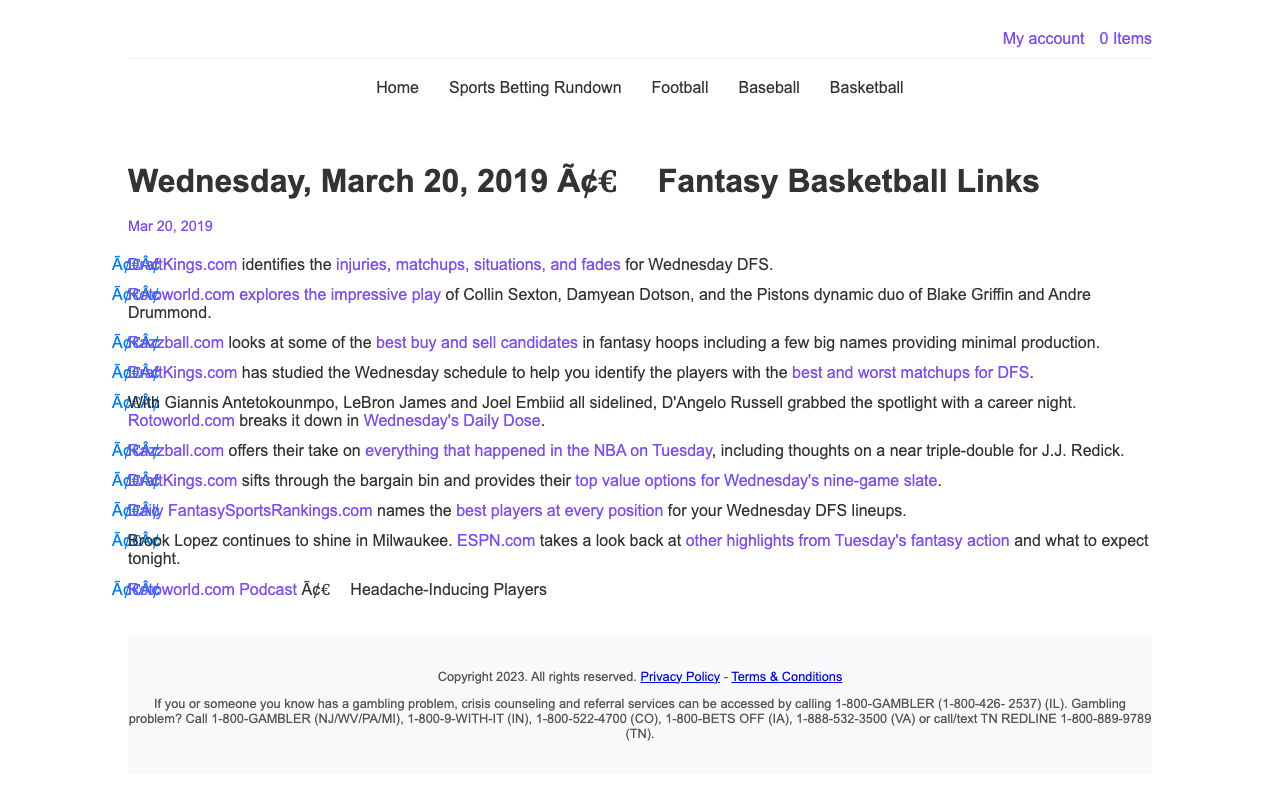 My account 0 Items
Home Sports Betting Rundown Football Baseball Basketball
Wednesday, March 20, 2019 Ã¢€ Fantasy Basketball Links
Mar 20, 2019
DraftKings.com identifies the injuries, matchups, situations, and fades for Wednesday DFS.
Rotoworld.com explores the impressive play of Collin Sexton, Damyean Dotson, and the Pistons dynamic duo of Blake Griffin and Andre
Drummond.
Razzball.com looks at some of the best buy and sell candidates in fantasy hoops including a few big names providing minimal production.
DraftKings.com has studied the Wednesday schedule to help you identify the players with the best and worst matchups for DFS.
With Giannis Antetokounmpo, LeBron James and Joel Embiid all sidelined, D'Angelo Russell grabbed the spotlight with a career night.
Rotoworld.com breaks it down in Wednesday's Daily Dose.
Razzball.com offers their take on everything that happened in the NBA on Tuesday, including thoughts on a near triple-double for J.J. Redick.
DraftKings.com sifts through the bargain bin and provides their top value options for Wednesday's nine-game slate.
Daily FantasySportsRankings.com names the best players at every position for your Wednesday DFS lineups.
Brook Lopez continues to shine in Milwaukee. ESPN.com takes a look back at other highlights from Tuesday's fantasy action and what to expect
tonight.
Rotoworld.com Podcast Ã¢€ Headache-Inducing Players
Copyright 2023. All rights reserved. Privacy Policy - Terms & Conditions
If you or someone you know has a gambling problem, crisis counseling and referral services can be accessed by calling 1-800-GAMBLER (1-800-426- 2537) (IL). Gambling
problem? Call 1-800-GAMBLER (NJ/WV/PA/MI), 1-800-9-WITH-IT (IN), 1-800-522-4700 (CO), 1-800-BETS OFF (IA), 1-888-532-3500 (VA) or call/text TN REDLINE 1-800-889-9789
(TN).